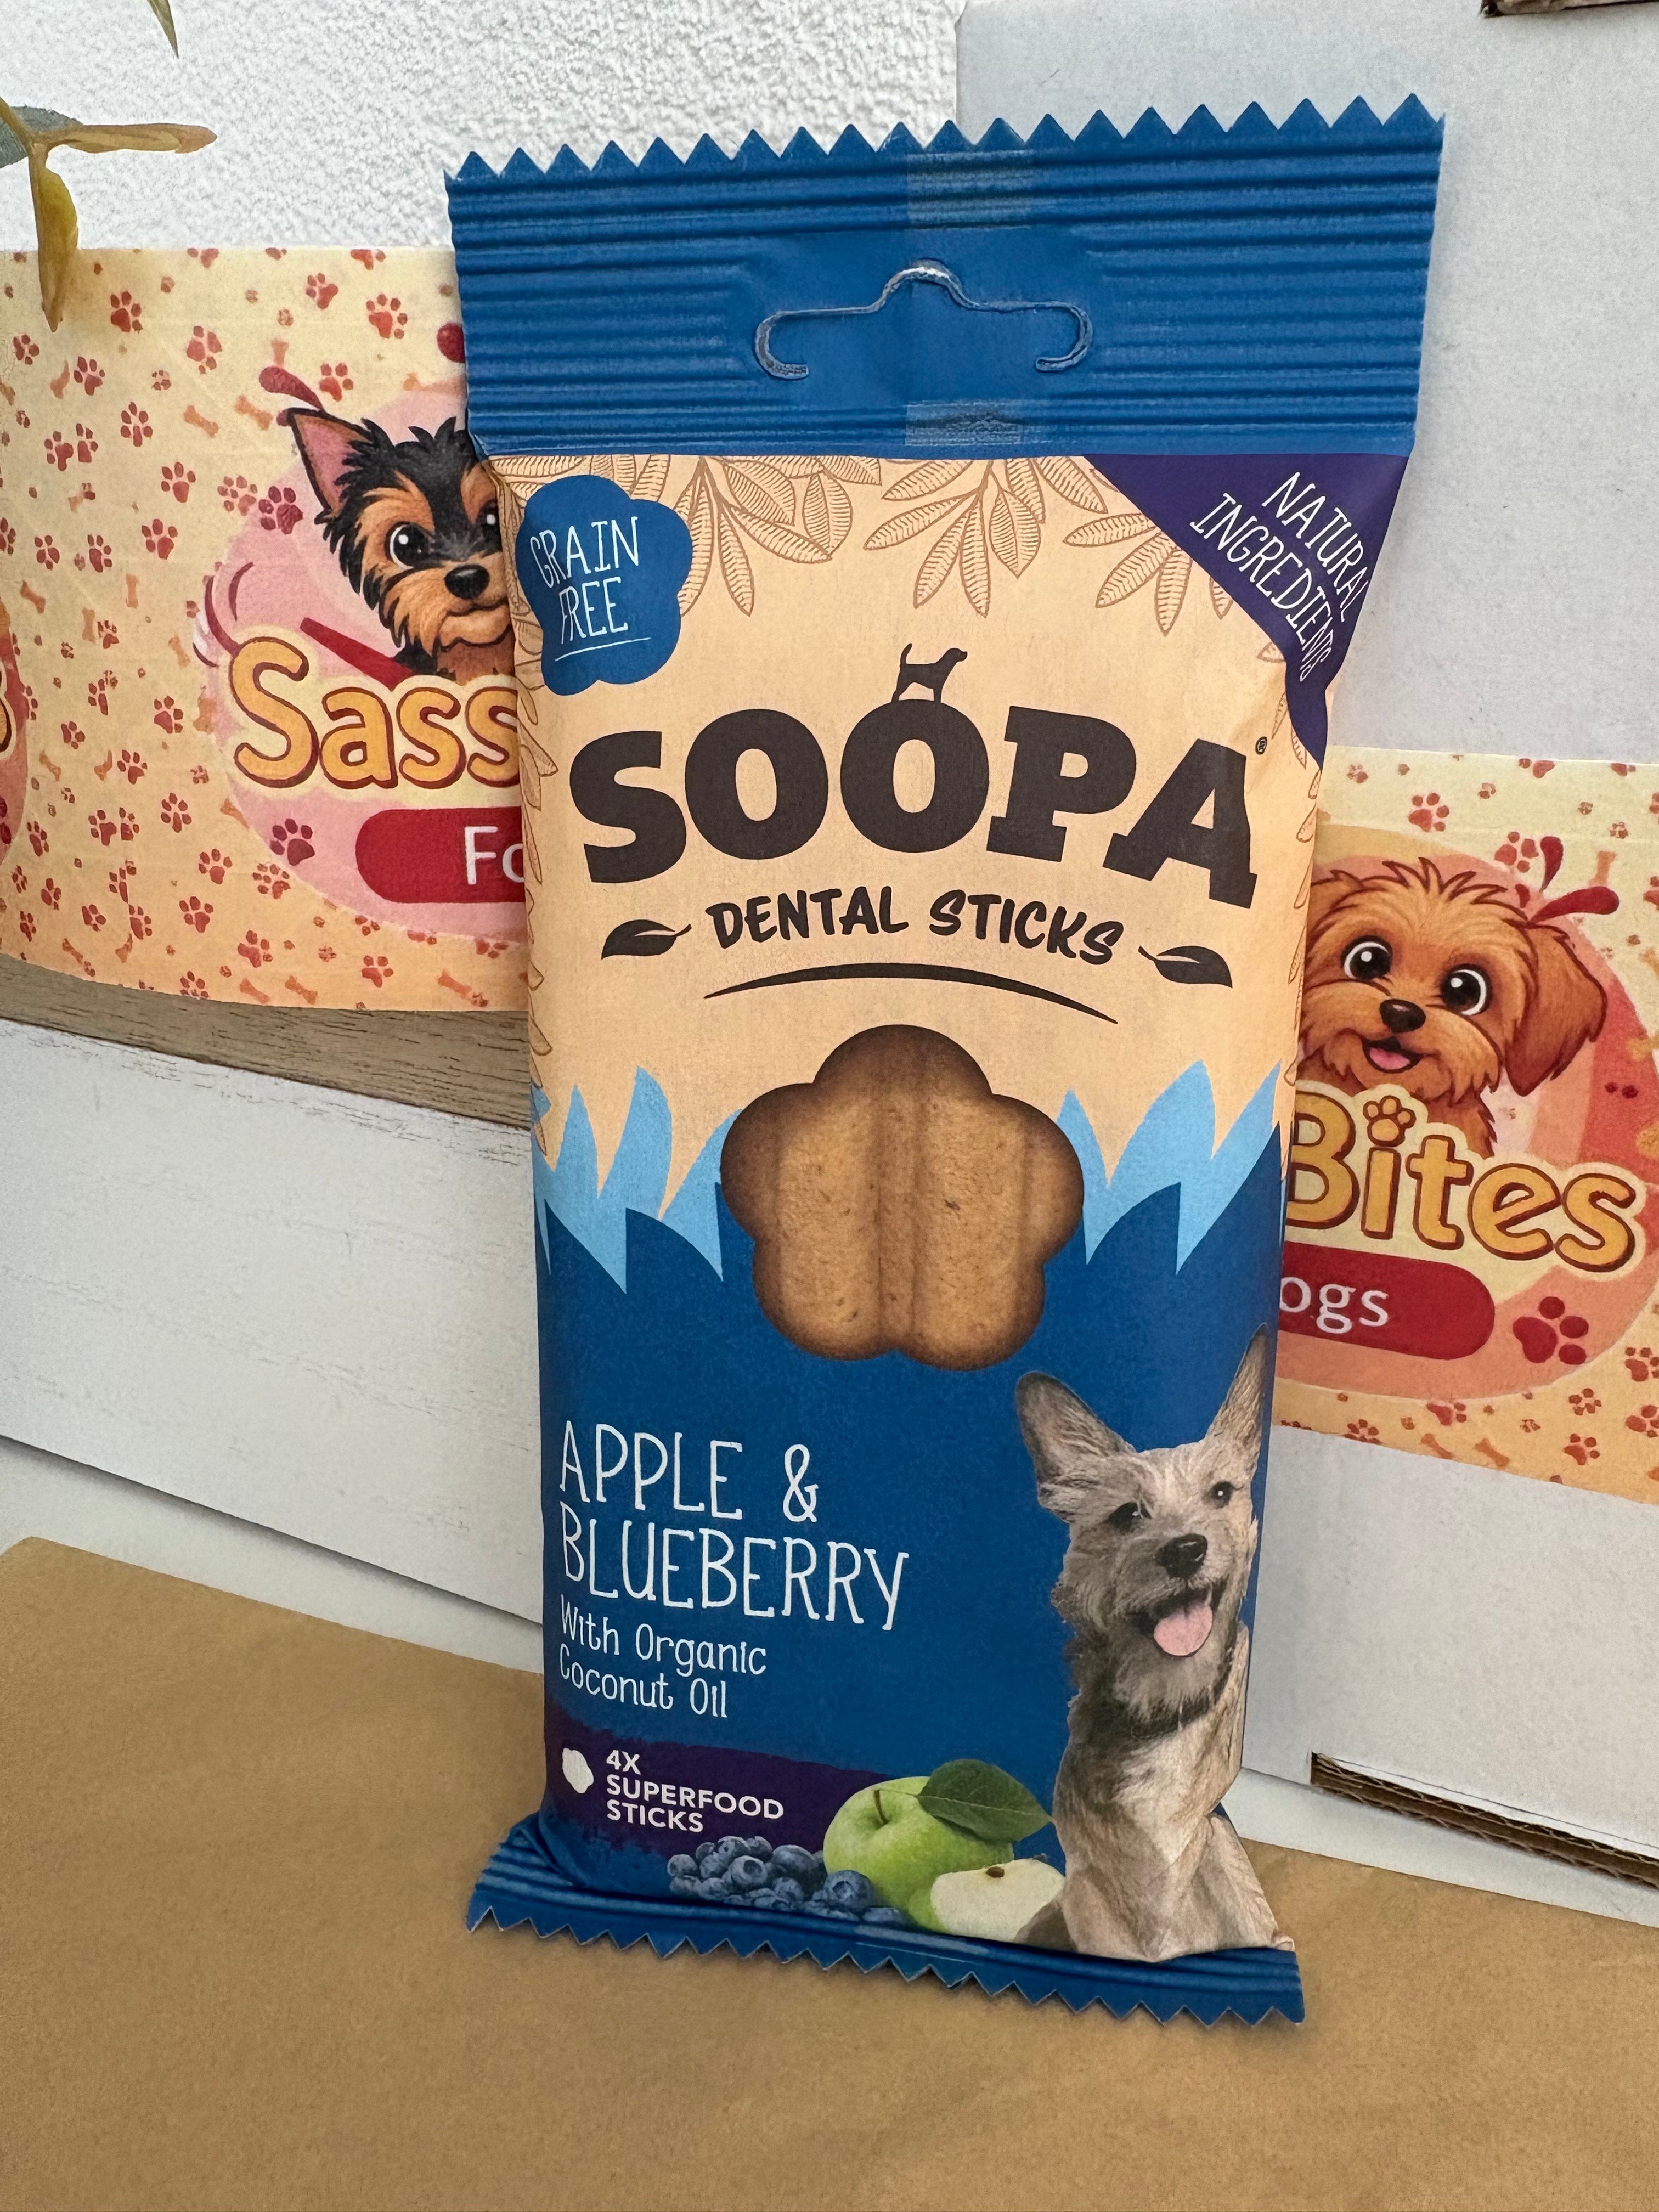 GRAIN
FREE
NATURAL
INGREDIENTS
SOOPA®
DENTAL STICKS
APPLE &
BLUEBERRY
With Organic
Coconut Oil
4X
SUPERFOOD
STICKS
Sass
Fo
Bites
ogs